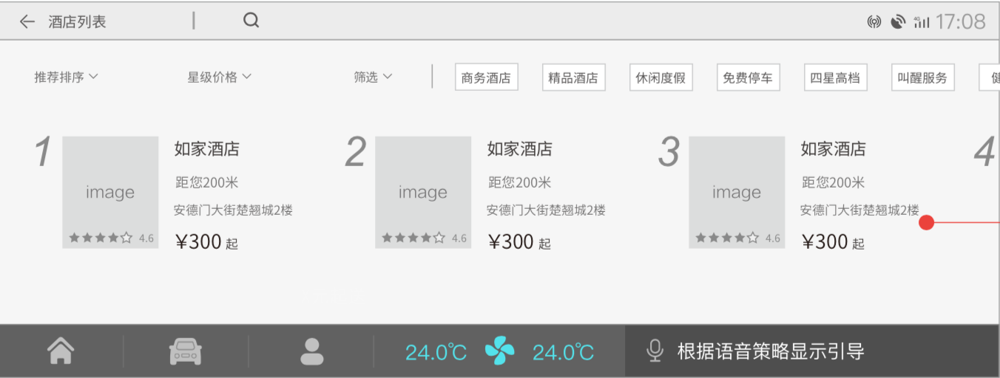 酒店列表
4G 17:08
推荐排序 星级价格 筛选 商务酒店 精品酒店 休闲度假 免费停车 四星高档 叫醒服务 健
1 image 4.6
如家酒店
距您200米
安德门大街楚翘城2楼
¥300 起
2 image 4.6
如家酒店
距您200米
安德门大街楚翘城2楼
¥300 起
3 image 4.6
如家酒店
距您200米
安德门大街楚翘城2楼
¥300 起
4
24.0℃ 24.0℃ 根据语音策略显示引导